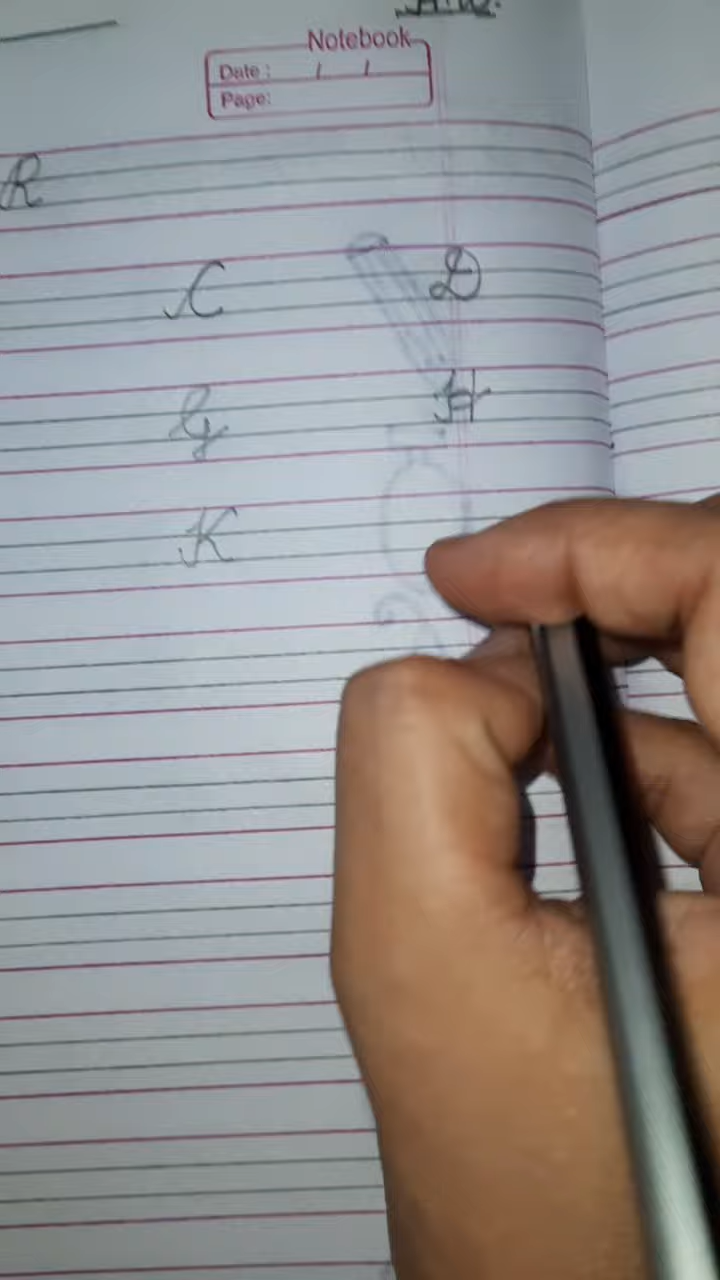 H.W.
Notebook
Date: / /
Page:
R
C D
G H
K